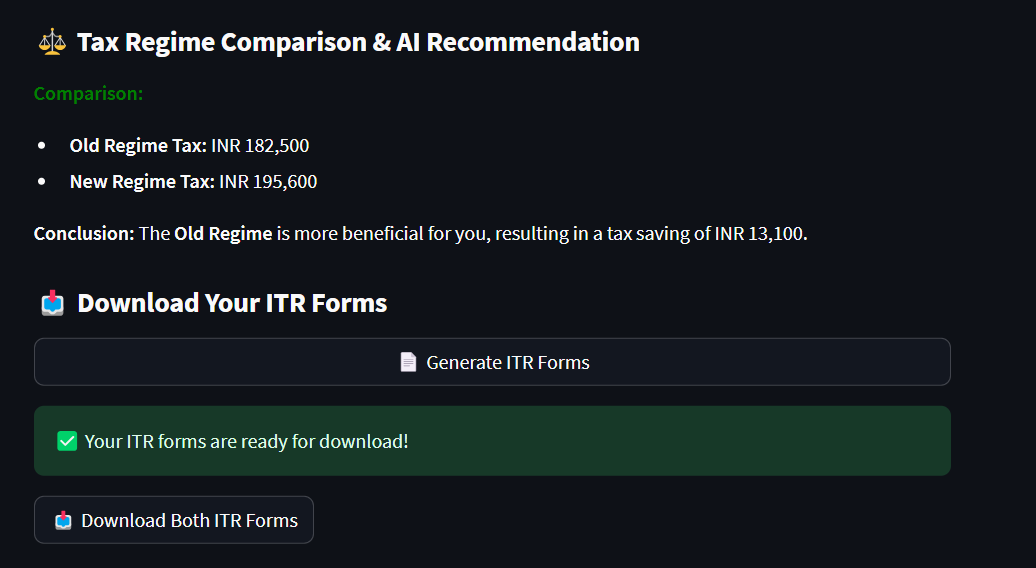 Tax Regime Comparison & AI Recommendation
Comparison:
Old Regime Tax: INR 182,500
New Regime Tax: INR 195,600
Conclusion: The Old Regime is more beneficial for you, resulting in a tax saving of INR 13,100.
Download Your ITR Forms
Generate ITR Forms
Your ITR forms are ready for download!
Download Both ITR Forms